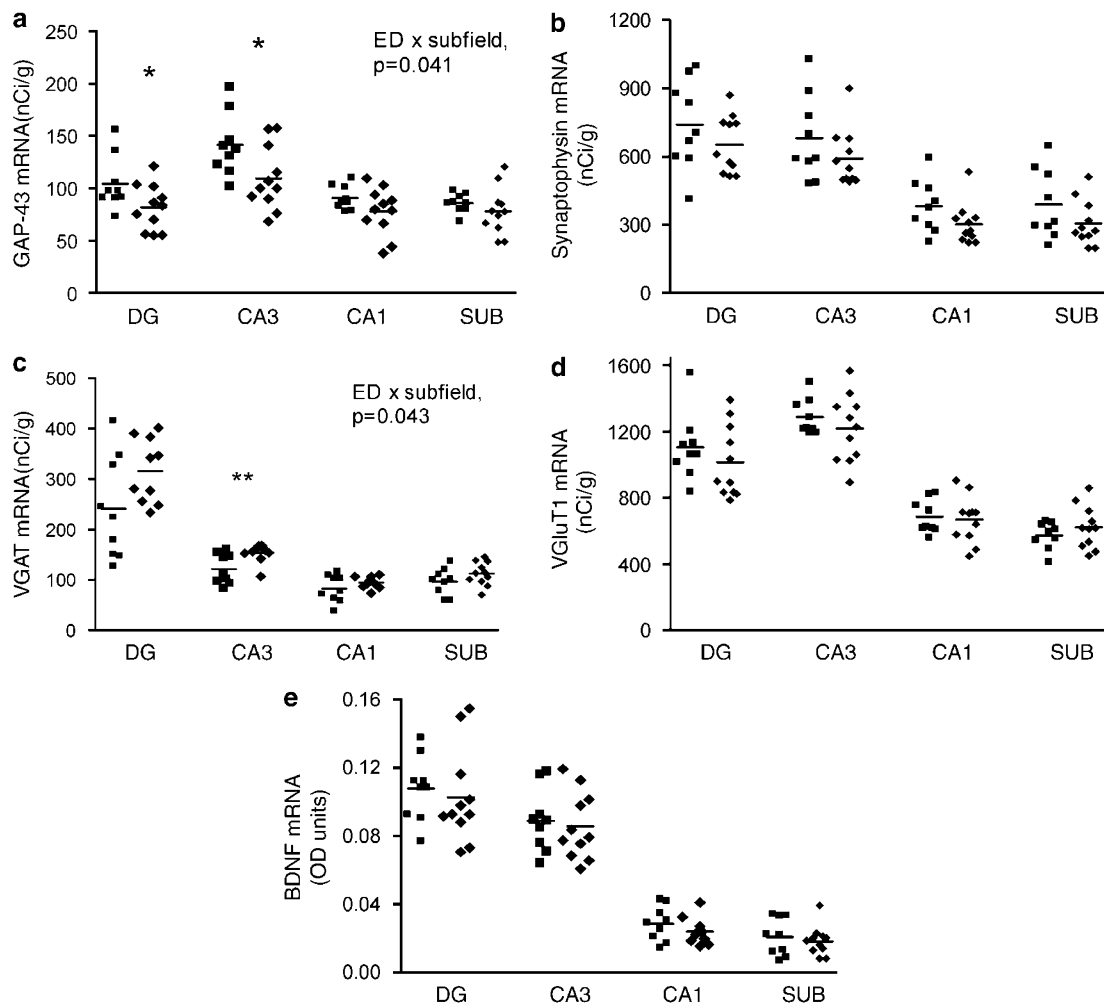 a
GAP-43 mRNA(nCi/g)
250
200
150
100
50
0
*
*
ED x subfield,
p=0.041
DG CA3 CA1 SUB
b
Synaptophysin mRNA
(nCi/g)
1200
900
600
300
0
DG CA3 CA1 SUB
c
VGAT mRNA(nCi/g)
500
400
300
200
100
0
**
ED x subfield,
p=0.043
DG CA3 CA1 SUB
d
VGluT1 mRNA
(nCi/g)
1600
1200
800
400
0
DG CA3 CA1 SUB
e
BDNF mRNA
(OD units)
0.16
0.12
0.08
0.04
0.00
DG CA3 CA1 SUB